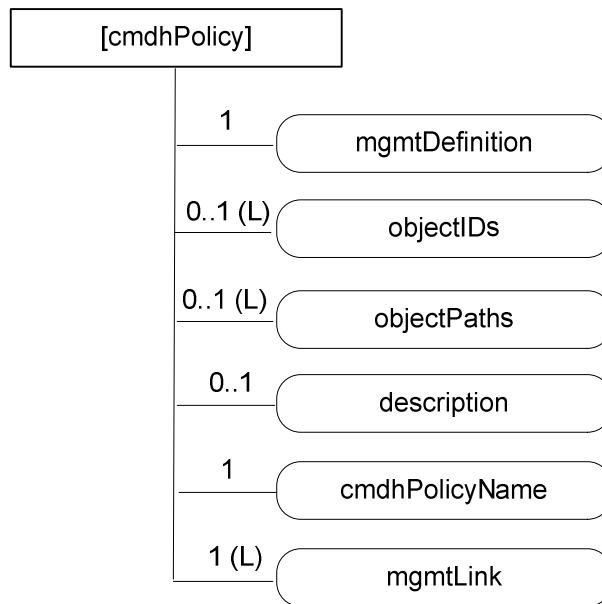 [cmdhPolicy]
1
mgmtDefinition
0..1 (L)
objectIDs
0..1 (L)
objectPaths
0..1
description
1
cmdhPolicyName
1 (L)
mgmtLink